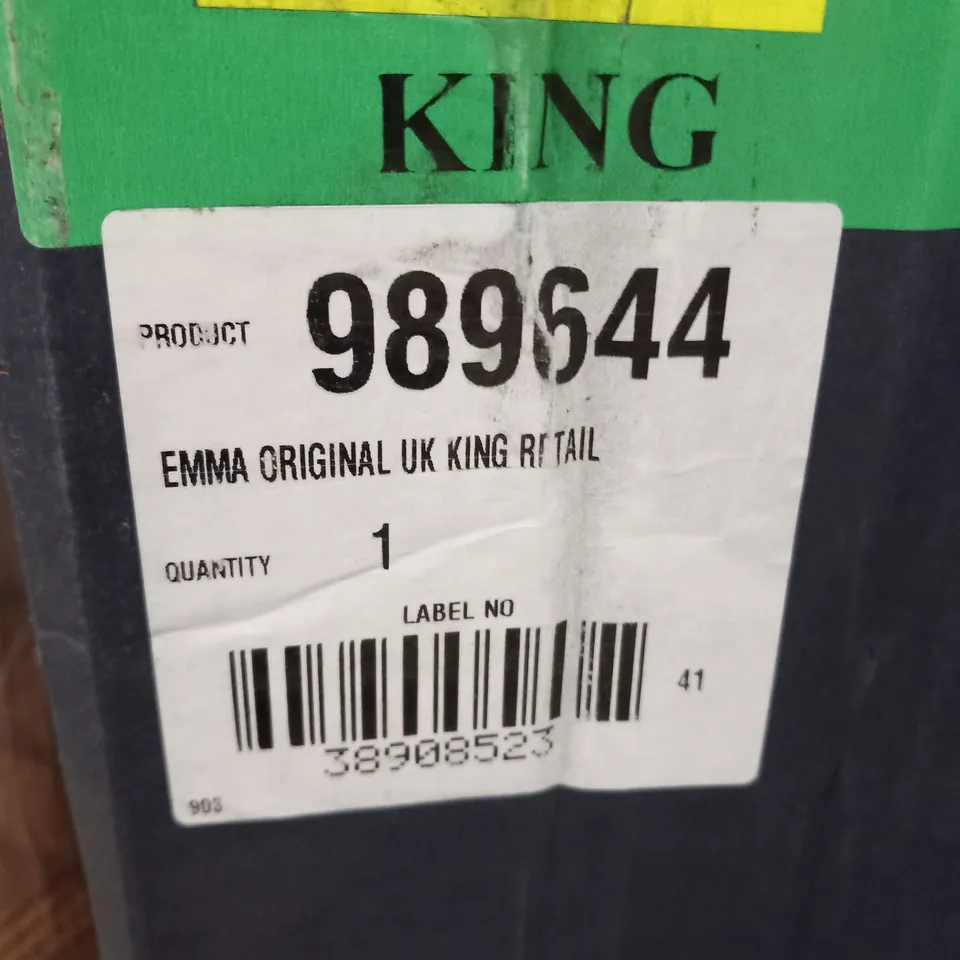 KING
PRODUCT 989644
EMMA ORIGINAL UK KING RETAIL
QUANTITY 1
LABEL NO
41
38908523
903